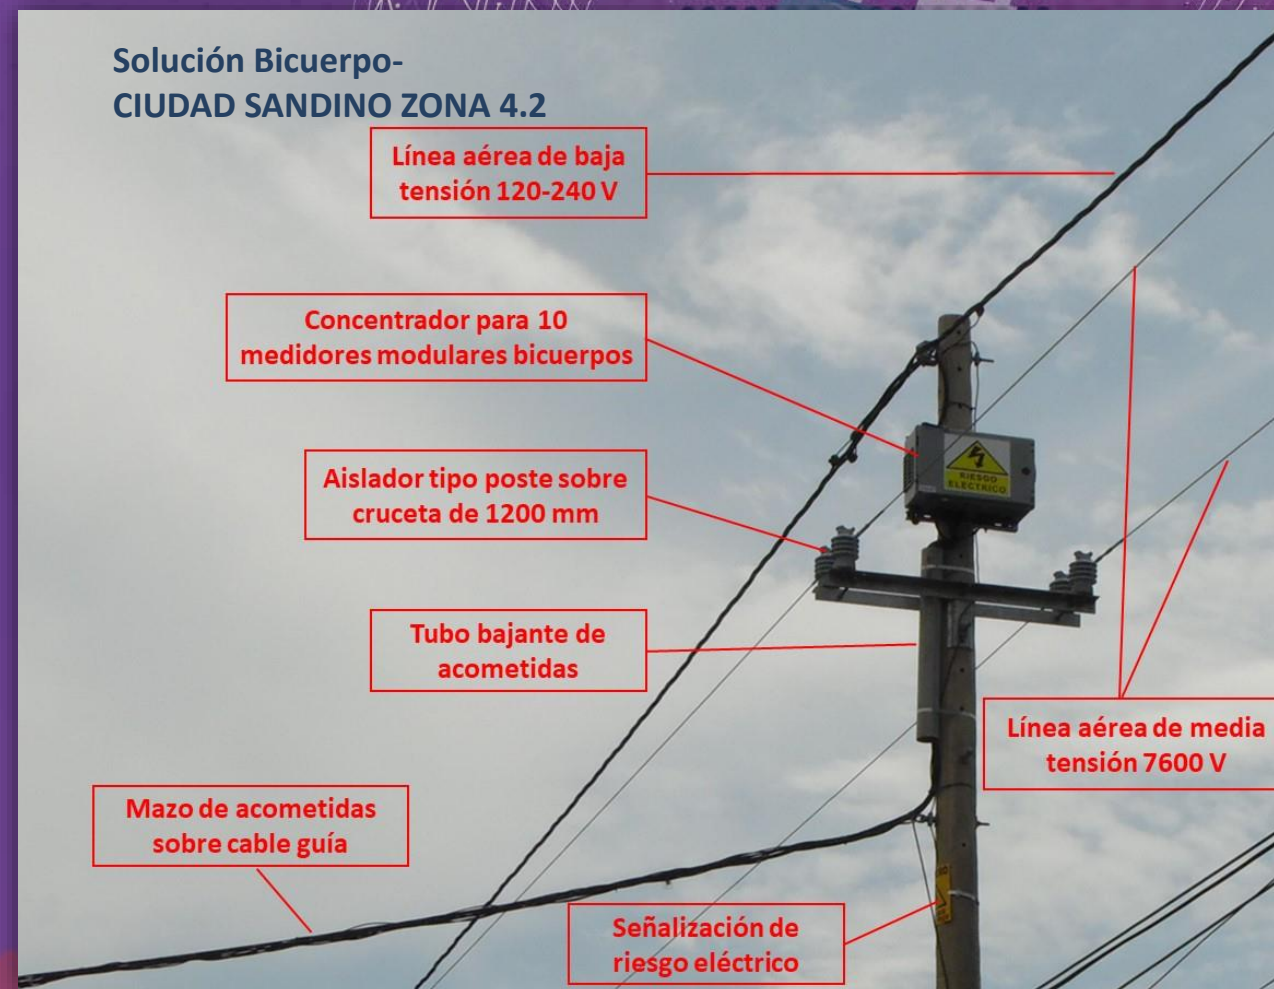 Solución Bicuerpo-
CIUDAD SANDINO ZONA 4.2
Línea aérea de baja
tensión 120-240 V
Concentrador para 10
medidores modulares bicuerpos
RIESGO
ELECTRICO
Aislador tipo poste sobre
cruceta de 1200 mm
Tubo bajante de
acometidas
Línea aérea de media
tensión 7600 V
Mazo de acometidas
sobre cable guía
Señalización de
riesgo eléctrico